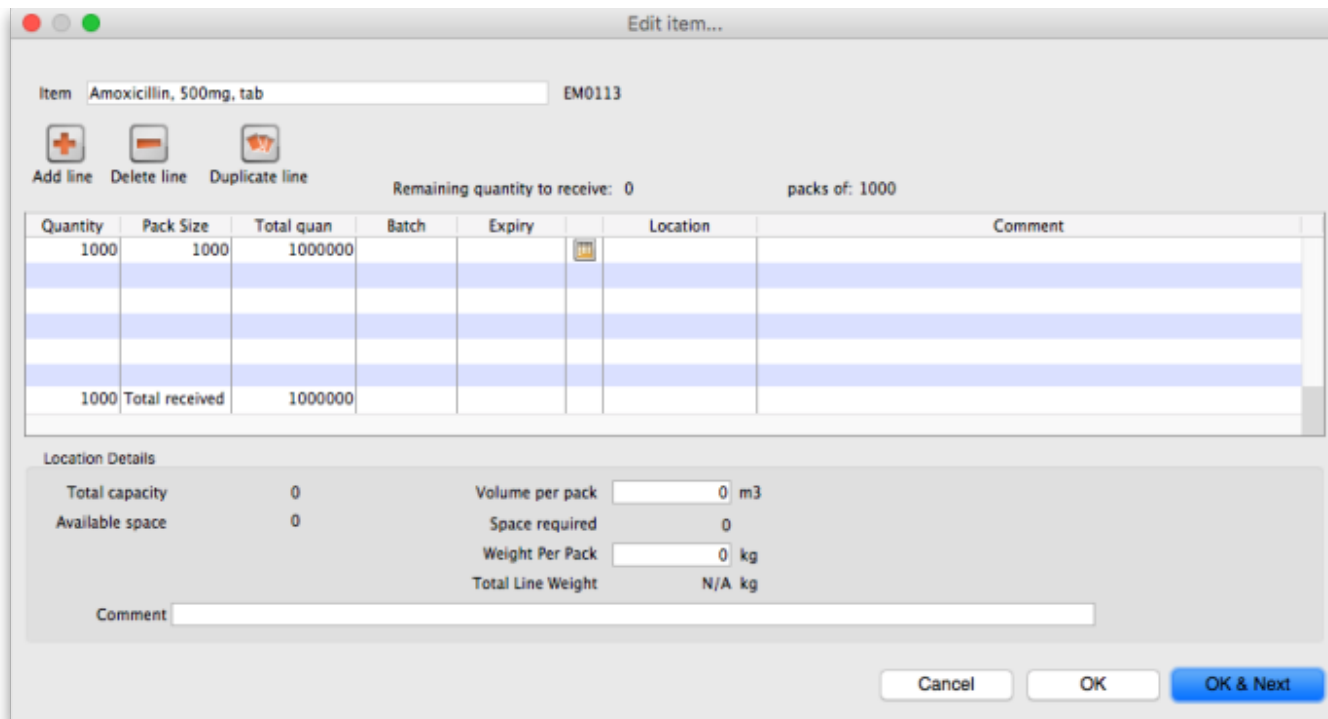 Edit item...
Item Amoxicillin, 500mg, tab EM0113
Add line Delete line Duplicate line
Remaining quantity to receive: 0 packs of: 1000
Quantity Pack Size Total quan Batch Expiry Location Comment
1000 1000 1000000
1000 Total received 1000000
Location Details
Total capacity 0 Volume per pack 0 m3
Available space 0 Space required 0
Weight Per Pack 0 kg
Total Line Weight N/A kg
Comment
Cancel OK OK & Next